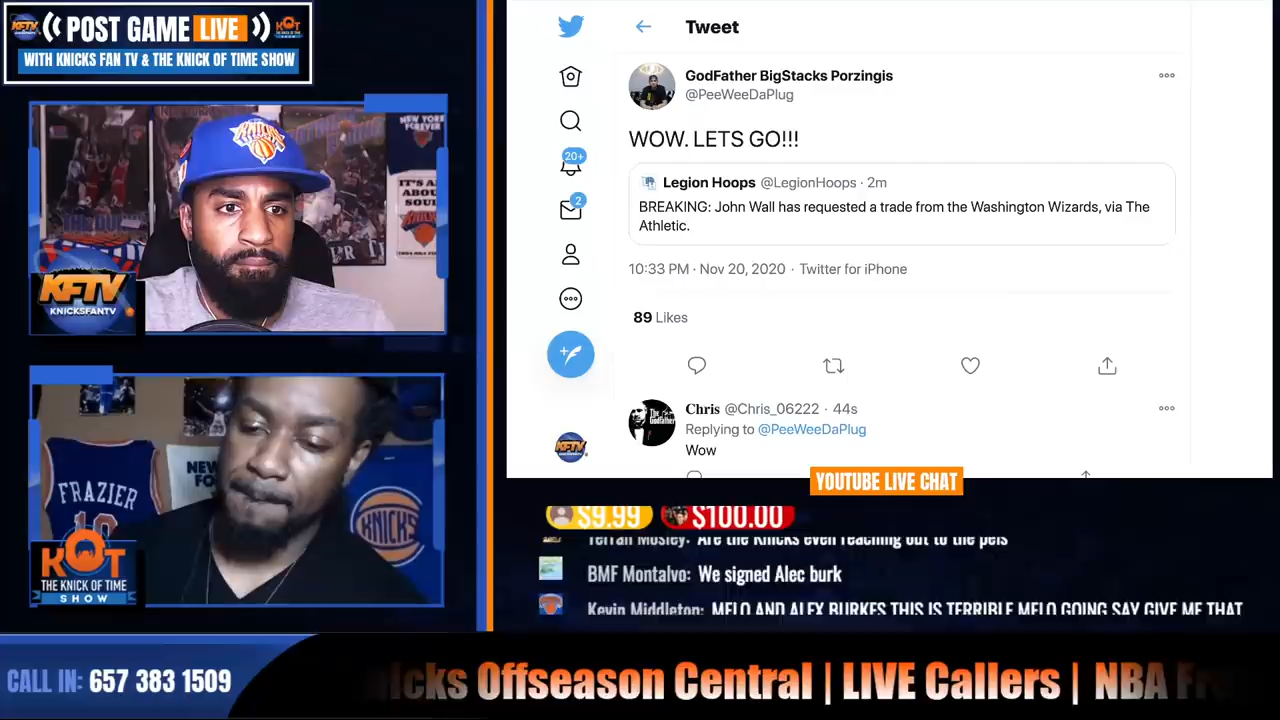 POST GAME LIVE
WITH KNICKS FAN TV & THE KNICK OF TIME SHOW
KFTV
KNICKSFANTV
FRAZIER
KNICKS
KOT
THE KNICK OF TIME
SHOW
Tweet
GodFather BigStacks Porzingis
@PeeWeeDaPlug
WOW. LETS GO!!!
Legion Hoops @LegionHoops · 2m
BREAKING: John Wall has requested a trade from the Washington Wizards, via The
Athletic.
10:33 PM · Nov 20, 2020 · Twitter for iPhone
89 Likes
20+
2
Chris @Chris_06222 · 44s
Replying to @PeeWeeDaPlug
Wow
YOUTUBE LIVE CHAT
$9.99 $100.00
Terran Mosley: Are the Knicks even reaching out to the pels
BMF Montalvo: We signed Alec burk
Kevin Middleton: MELO AND ALEX BURKES THIS IS TERRIBLE MELO GOING SAY GIVE ME THAT
CALL IN: 657 383 1509
Knicks Offseason Central | LIVE Callers | NBA